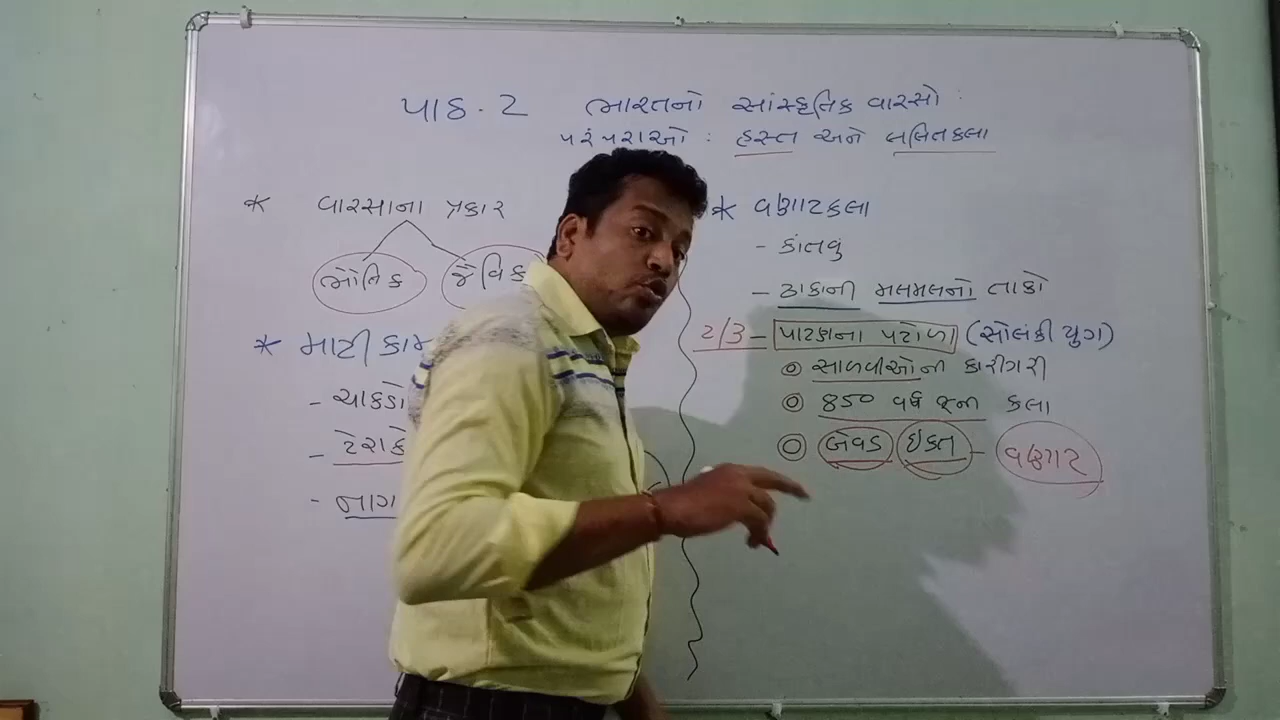 પાઠ - 2 ભારતનો સાંસ્કૃતિક વારસો :
પરંપરાઓ : હસ્ત અને લલિતકલા
* વારસાના પ્રકાર
ભૌતિક જૈવિક
* માટી કામ
- ચાકડો
- ટેરાકો
- નાગ
* વણાટકલા
- કાંતવું
- ઢાકાની મલમલનો તાકો
2/3 - પાટણના પટોળા (સોલંકી યુગ)
સાળવીઓની કારીગરી
850 વર્ષ જૂની કલા
બેવડ ઇકત - વણાટ